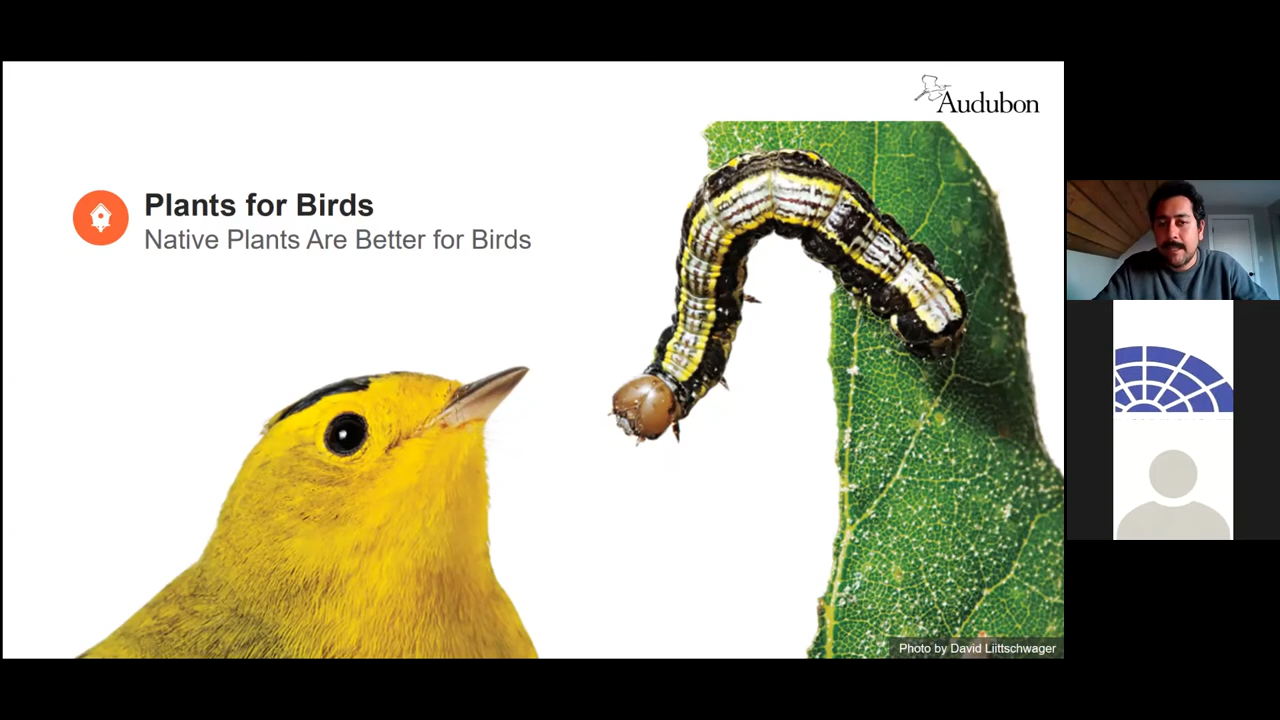 Audubon
Plants for Birds
Native Plants Are Better for Birds
Photo by David Liittschwager